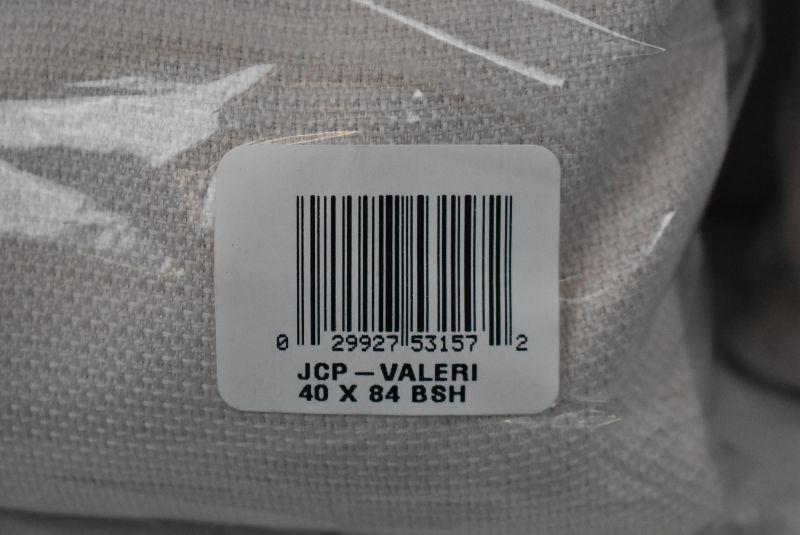 0 29927 53157 2
JCP – VALERI
40 X 84 BSH